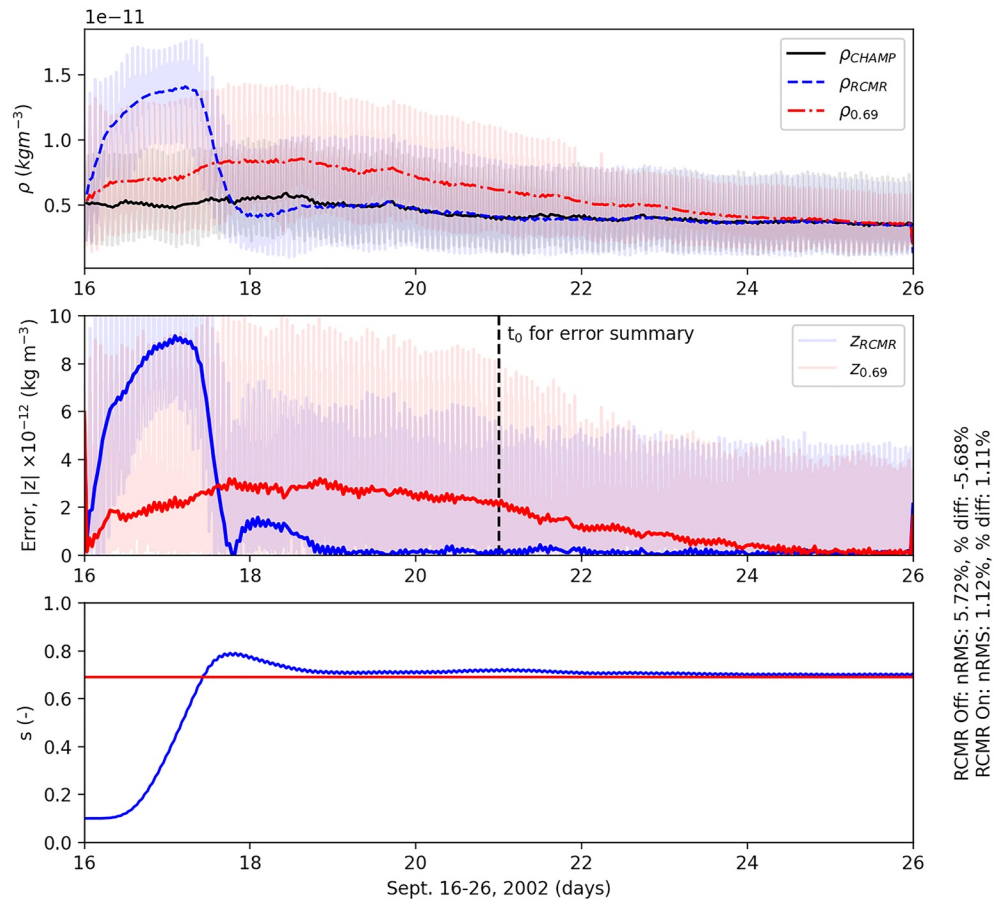 1e−11
ρ (kgm⁻³)
1.5
1.0
0.5
ρCHAMP
ρRCMR
ρ0.69
16 18 20 22 24 26
Error, |z| ×10⁻¹² (kg m⁻³)
10
8
6
4
2
0
t₀ for error summary
zRCMR
z0.69
16 18 20 22 24 26
s (-)
1.0
0.8
0.6
0.4
0.2
0.0
16 18 20 22 24 26
Sept. 16-26, 2002 (days)
RCMR Off: nRMS: 5.72%, % diff: -5.68%
RCMR On: nRMS: 1.12%, % diff: 1.11%